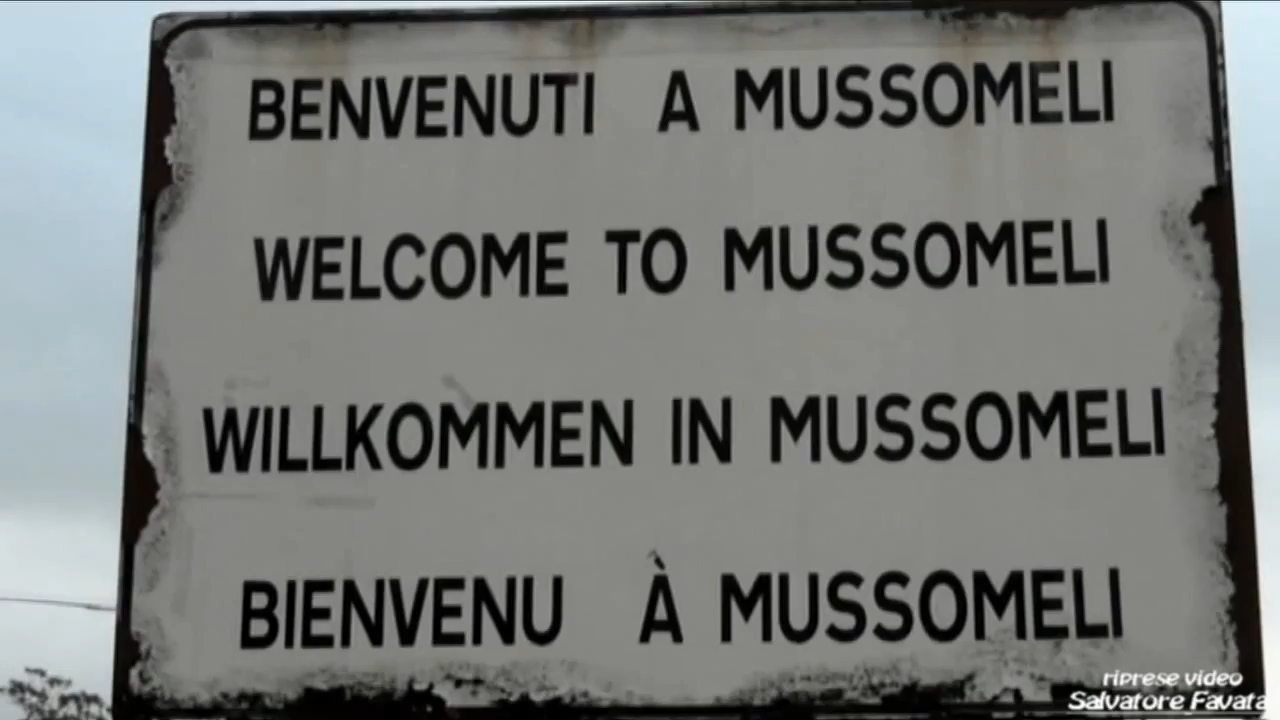 BENVENUTI A MUSSOMELI
WELCOME TO MUSSOMELI
WILLKOMMEN IN MUSSOMELI
BIENVENU À MUSSOMELI
riprese video
Salvatore Favata